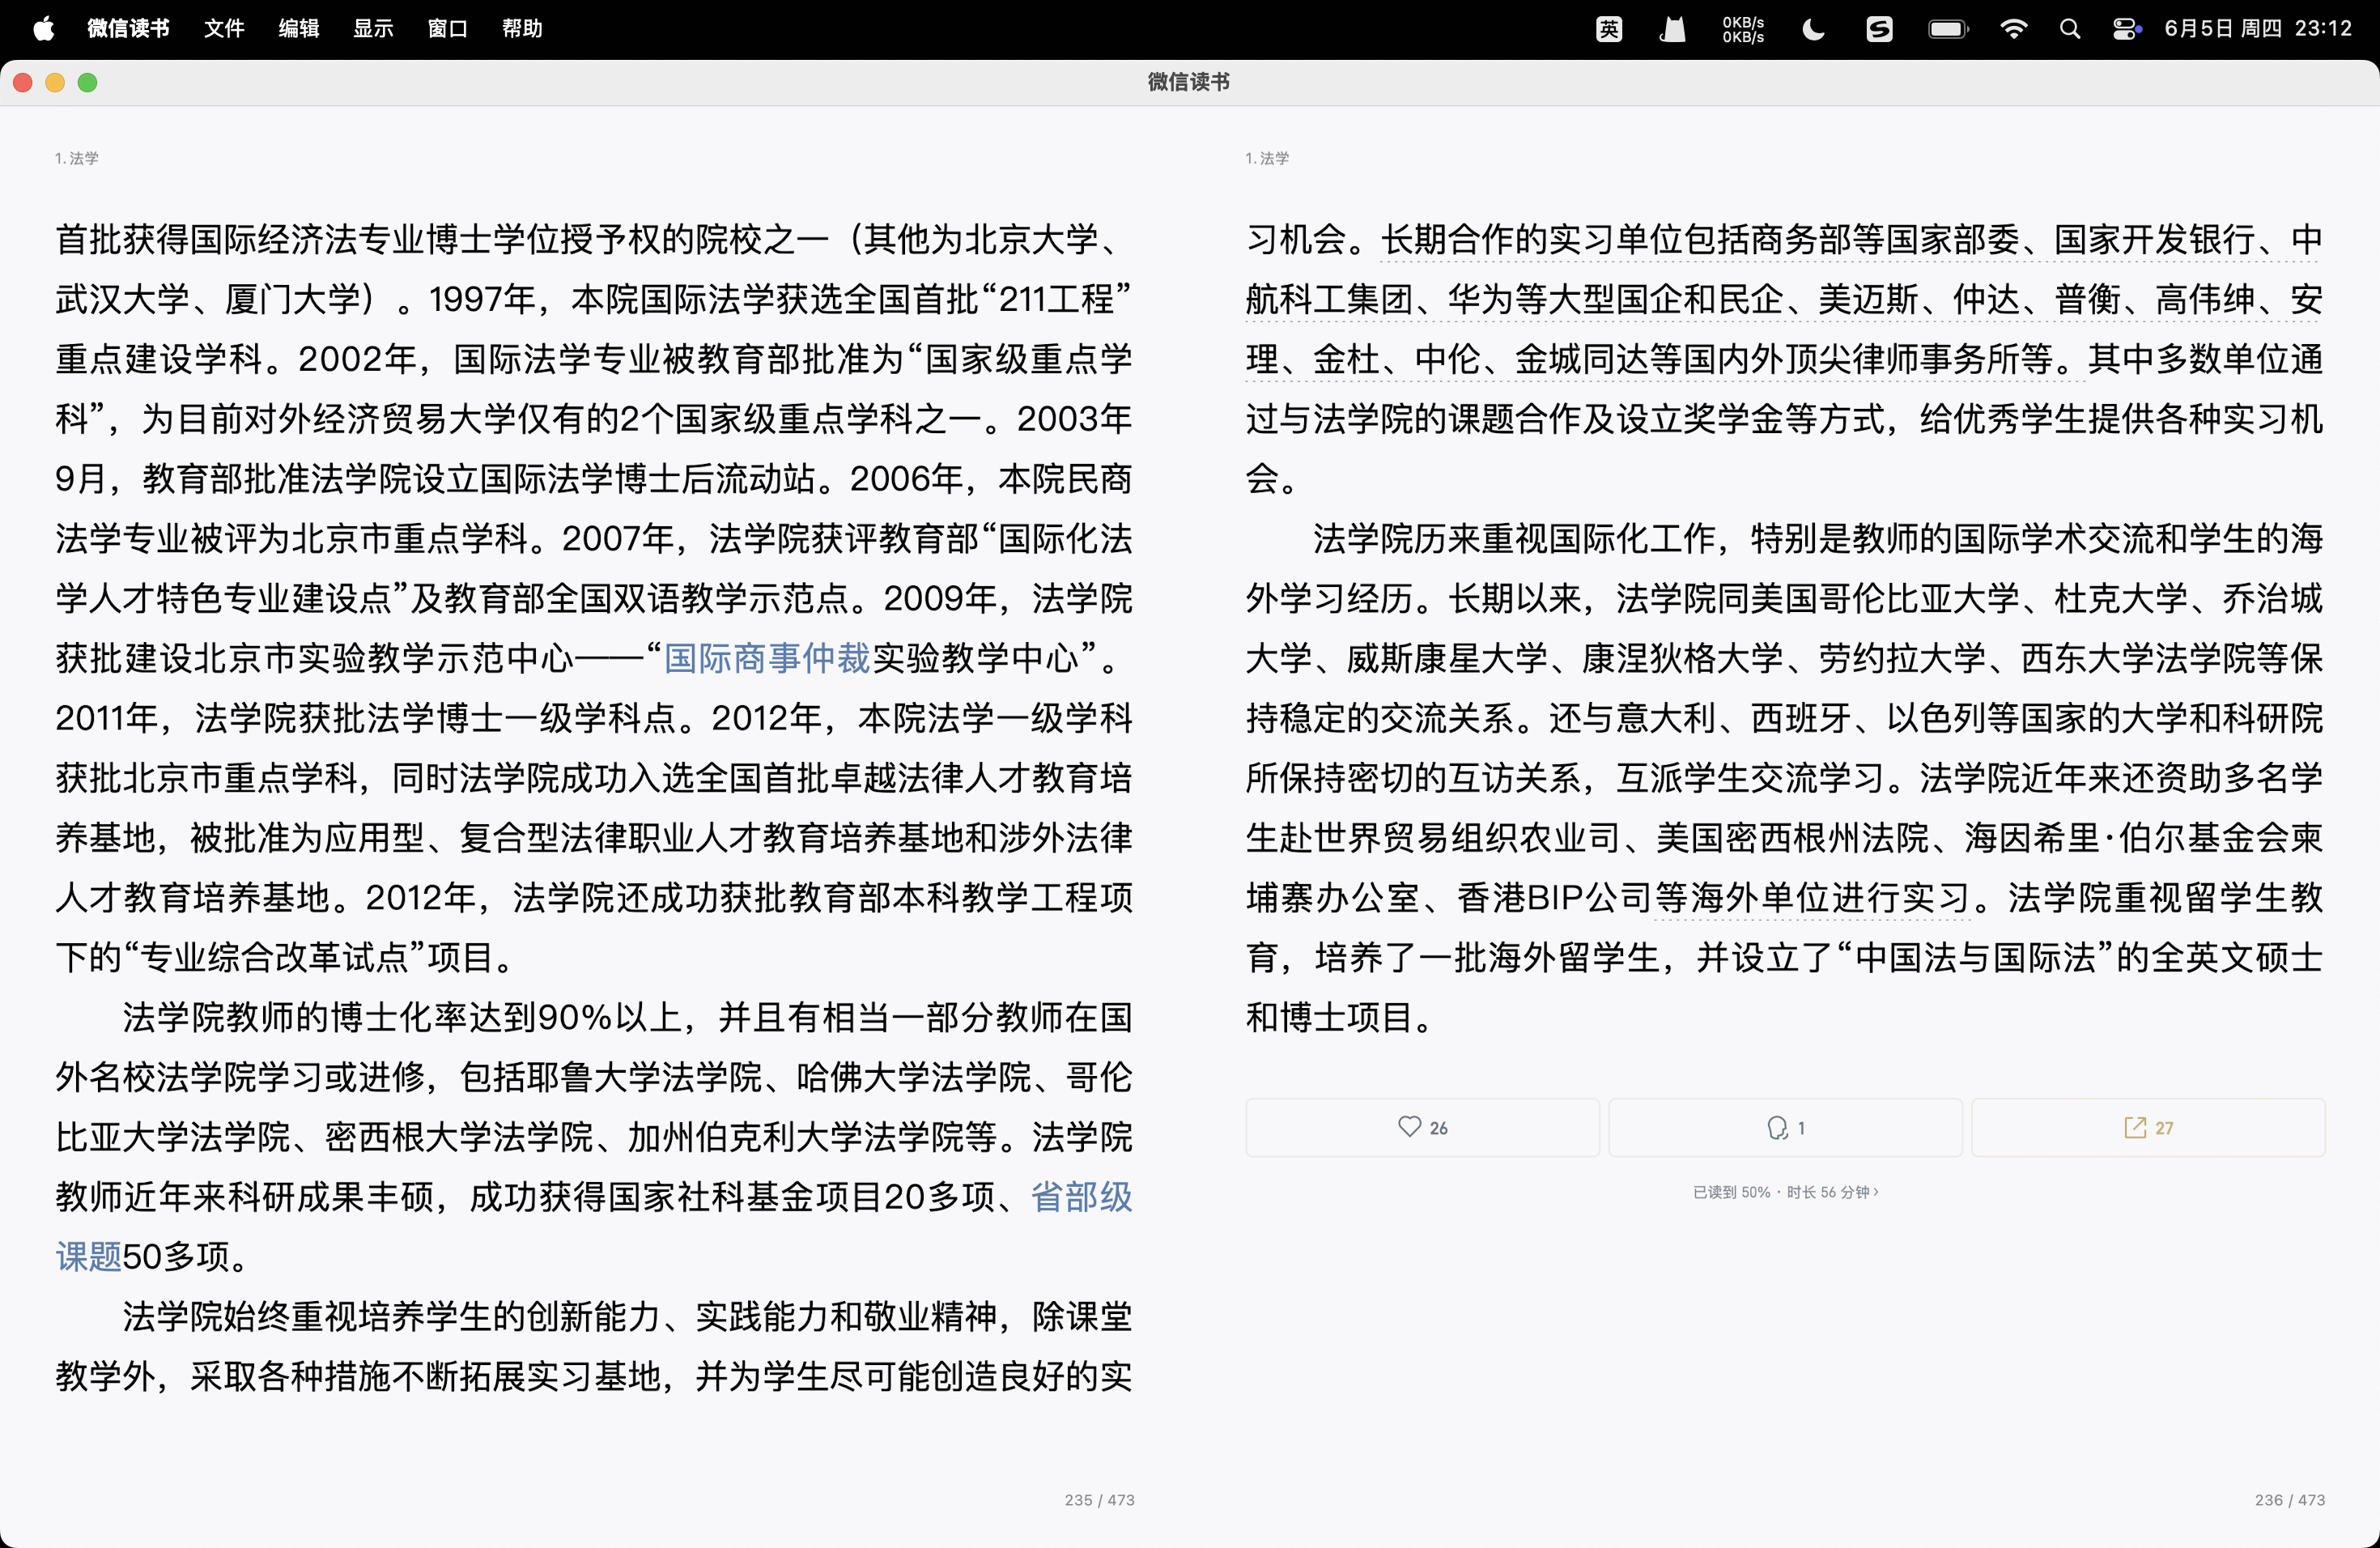 微信读书 文件 编辑 显示 窗口 帮助 英 0KB/s 0KB/s S 6月5日 周四 23:12
微信读书
1. 法学
首批获得国际经济法专业博士学位授予权的院校之一（其他为北京大学、
武汉大学、厦门大学）。1997年，本院国际法学获选全国首批“211工程”
重点建设学科。2002年，国际法学专业被教育部批准为“国家级重点学
科”，为目前对外经济贸易大学仅有的2个国家级重点学科之一。2003年
9月，教育部批准法学院设立国际法学博士后流动站。2006年，本院民商
法学专业被评为北京市重点学科。2007年，法学院获评教育部“国际化法
学人才特色专业建设点”及教育部全国双语教学示范点。2009年，法学院
获批建设北京市实验教学示范中心——“国际商事仲裁实验教学中心”。
2011年，法学院获批法学博士一级学科点。2012年，本院法学一级学科
获批北京市重点学科，同时法学院成功入选全国首批卓越法律人才教育培
养基地，被批准为应用型、复合型法律职业人才教育培养基地和涉外法律
人才教育培养基地。2012年，法学院还成功获批教育部本科教学工程项
下的“专业综合改革试点”项目。
法学院教师的博士化率达到90%以上，并且有相当一部分教师在国
外名校法学院学习或进修，包括耶鲁大学法学院、哈佛大学法学院、哥伦
比亚大学法学院、密西根大学法学院、加州伯克利大学法学院等。法学院
教师近年来科研成果丰硕，成功获得国家社科基金项目20多项、省部级
课题50多项。
法学院始终重视培养学生的创新能力、实践能力和敬业精神，除课堂
教学外，采取各种措施不断拓展实习基地，并为学生尽可能创造良好的实
235 / 473
1. 法学
习机会。长期合作的实习单位包括商务部等国家部委、国家开发银行、中
航科工集团、华为等大型国企和民企、美迈斯、仲达、普衡、高伟绅、安
理、金杜、中伦、金城同达等国内外顶尖律师事务所等。其中多数单位通
过与法学院的课题合作及设立奖学金等方式，给优秀学生提供各种实习机
会。
法学院历来重视国际化工作，特别是教师的国际学术交流和学生的海
外学习经历。长期以来，法学院同美国哥伦比亚大学、杜克大学、乔治城
大学、威斯康星大学、康涅狄格大学、劳约拉大学、西东大学法学院等保
持稳定的交流关系。还与意大利、西班牙、以色列等国家的大学和科研院
所保持密切的互访关系，互派学生交流学习。法学院近年来还资助多名学
生赴世界贸易组织农业司、美国密西根州法院、海因希里·伯尔基金会柬
埔寨办公室、香港BIP公司等海外单位进行实习。法学院重视留学生教
育，培养了一批海外留学生，并设立了“中国法与国际法”的全英文硕士
和博士项目。
26 1 27
已读到 50% · 时长 56 分钟 ›
236 / 473